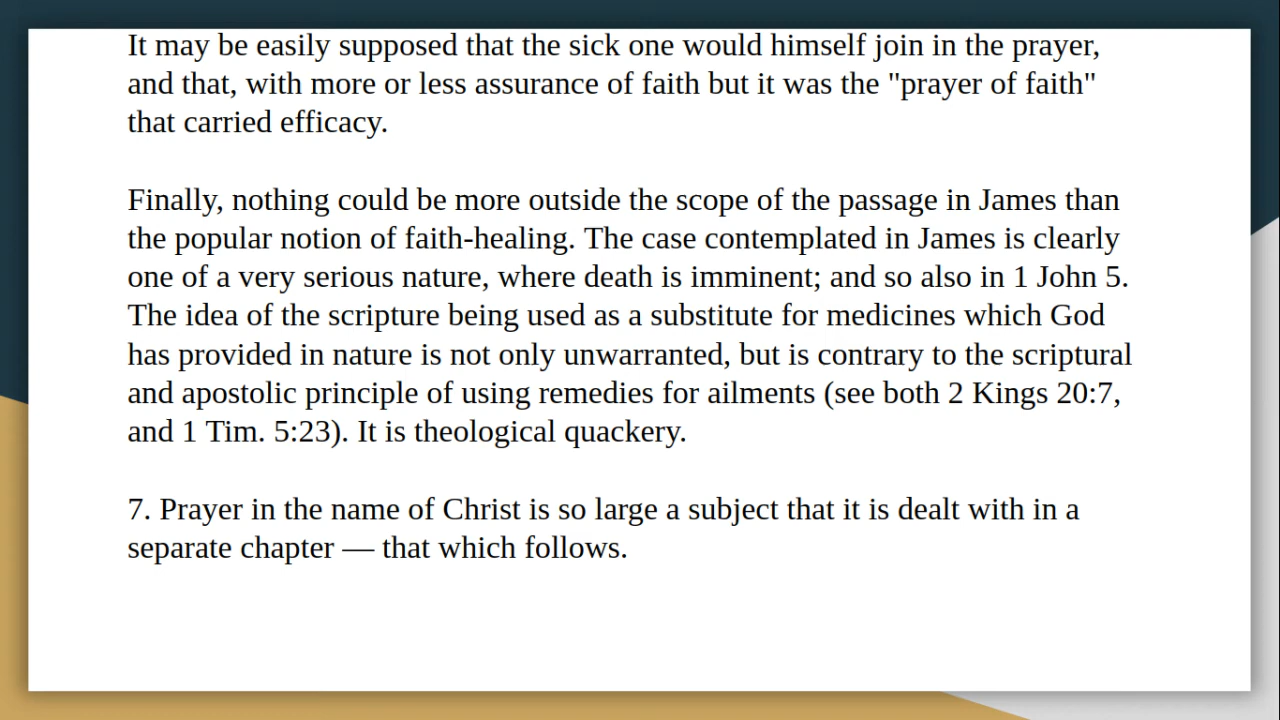 It may be easily supposed that the sick one would himself join in the prayer,
and that, with more or less assurance of faith but it was the "prayer of faith"
that carried efficacy.
Finally, nothing could be more outside the scope of the passage in James than
the popular notion of faith-healing. The case contemplated in James is clearly
one of a very serious nature, where death is imminent; and so also in 1 John 5.
The idea of the scripture being used as a substitute for medicines which God
has provided in nature is not only unwarranted, but is contrary to the scriptural
and apostolic principle of using remedies for ailments (see both 2 Kings 20:7,
and 1 Tim. 5:23). It is theological quackery.
7. Prayer in the name of Christ is so large a subject that it is dealt with in a
separate chapter — that which follows.